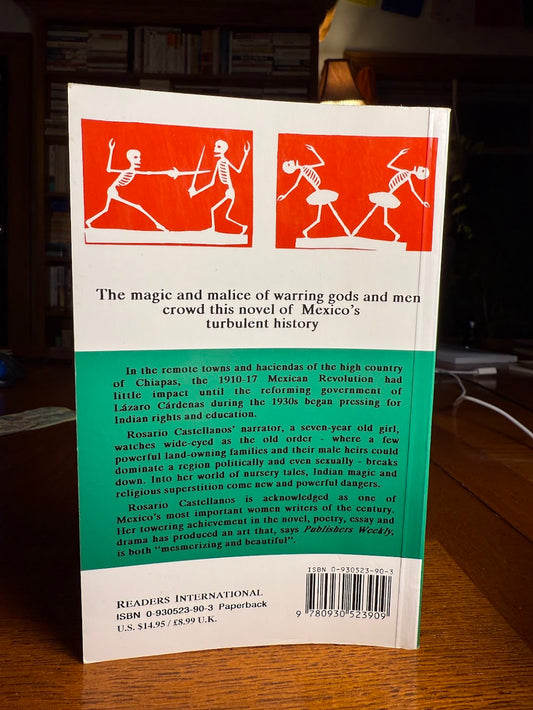 The magic and malice of warring gods and men
crowd this novel of Mexico's
turbulent history
In the remote towns and haciendas of the high country
of Chiapas, the 1910-17 Mexican Revolution had
little impact until the reforming government of
Lázaro Cárdenas during the 1930s began pressing for
Indian rights and education.
Rosario Castellanos' narrator, a seven-year old girl,
watches wide-eyed as the old order - where a few
powerful land-owning families and their male heirs could
dominate a region politically and even sexually - breaks
down. Into her world of nursery tales, Indian magic and
religious superstition come new and powerful dangers.
Rosario Castellanos is acknowledged as one of
Mexico's most important women writers of the century.
Her towering achievement in the novel, poetry, essay and
drama has produced an art that, says Publishers Weekly,
is both "mesmerizing and beautiful".
ISBN 0-930523-90-3
9 780930 523909
READERS INTERNATIONAL
ISBN 0-930523-90-3 Paperback
U.S. $14.95 / £8.99 U.K.